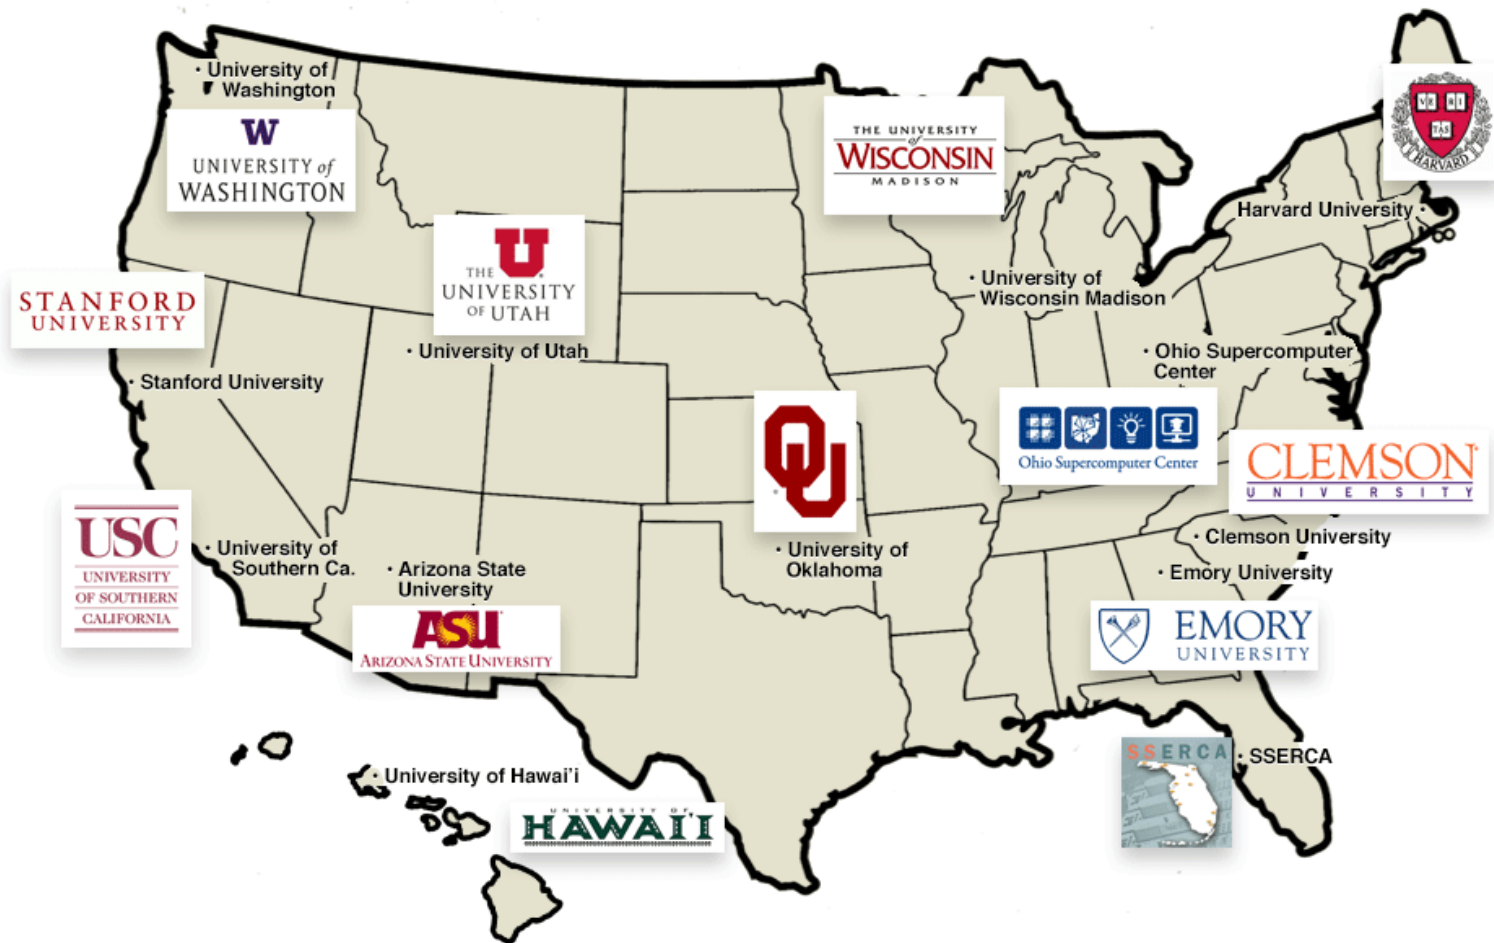 • University of
Washington
W
UNIVERSITY of
WASHINGTON
THE UNIVERSITY
of
WISCONSIN
MADISON
VE RI
TAS
HARVARD
Harvard University •
THE
U
UNIVERSITY
OF UTAH
• University of
Wisconsin Madison
STANFORD
UNIVERSITY
• University of Utah
• Ohio Supercomputer
Center
• Stanford University
OU
Ohio Supercomputer Center
CLEMSON
UNIVERSITY
USC
UNIVERSITY
OF SOUTHERN
CALIFORNIA
• University of
Southern Ca.
• Arizona State
University
ASU
ARIZONA STATE UNIVERSITY
• University of
Oklahoma
• Clemson University
• Emory University
EMORY
UNIVERSITY
SSERCA
• SSERCA
• University of Hawai'i
UNIVERSITY OF
HAWAI'I